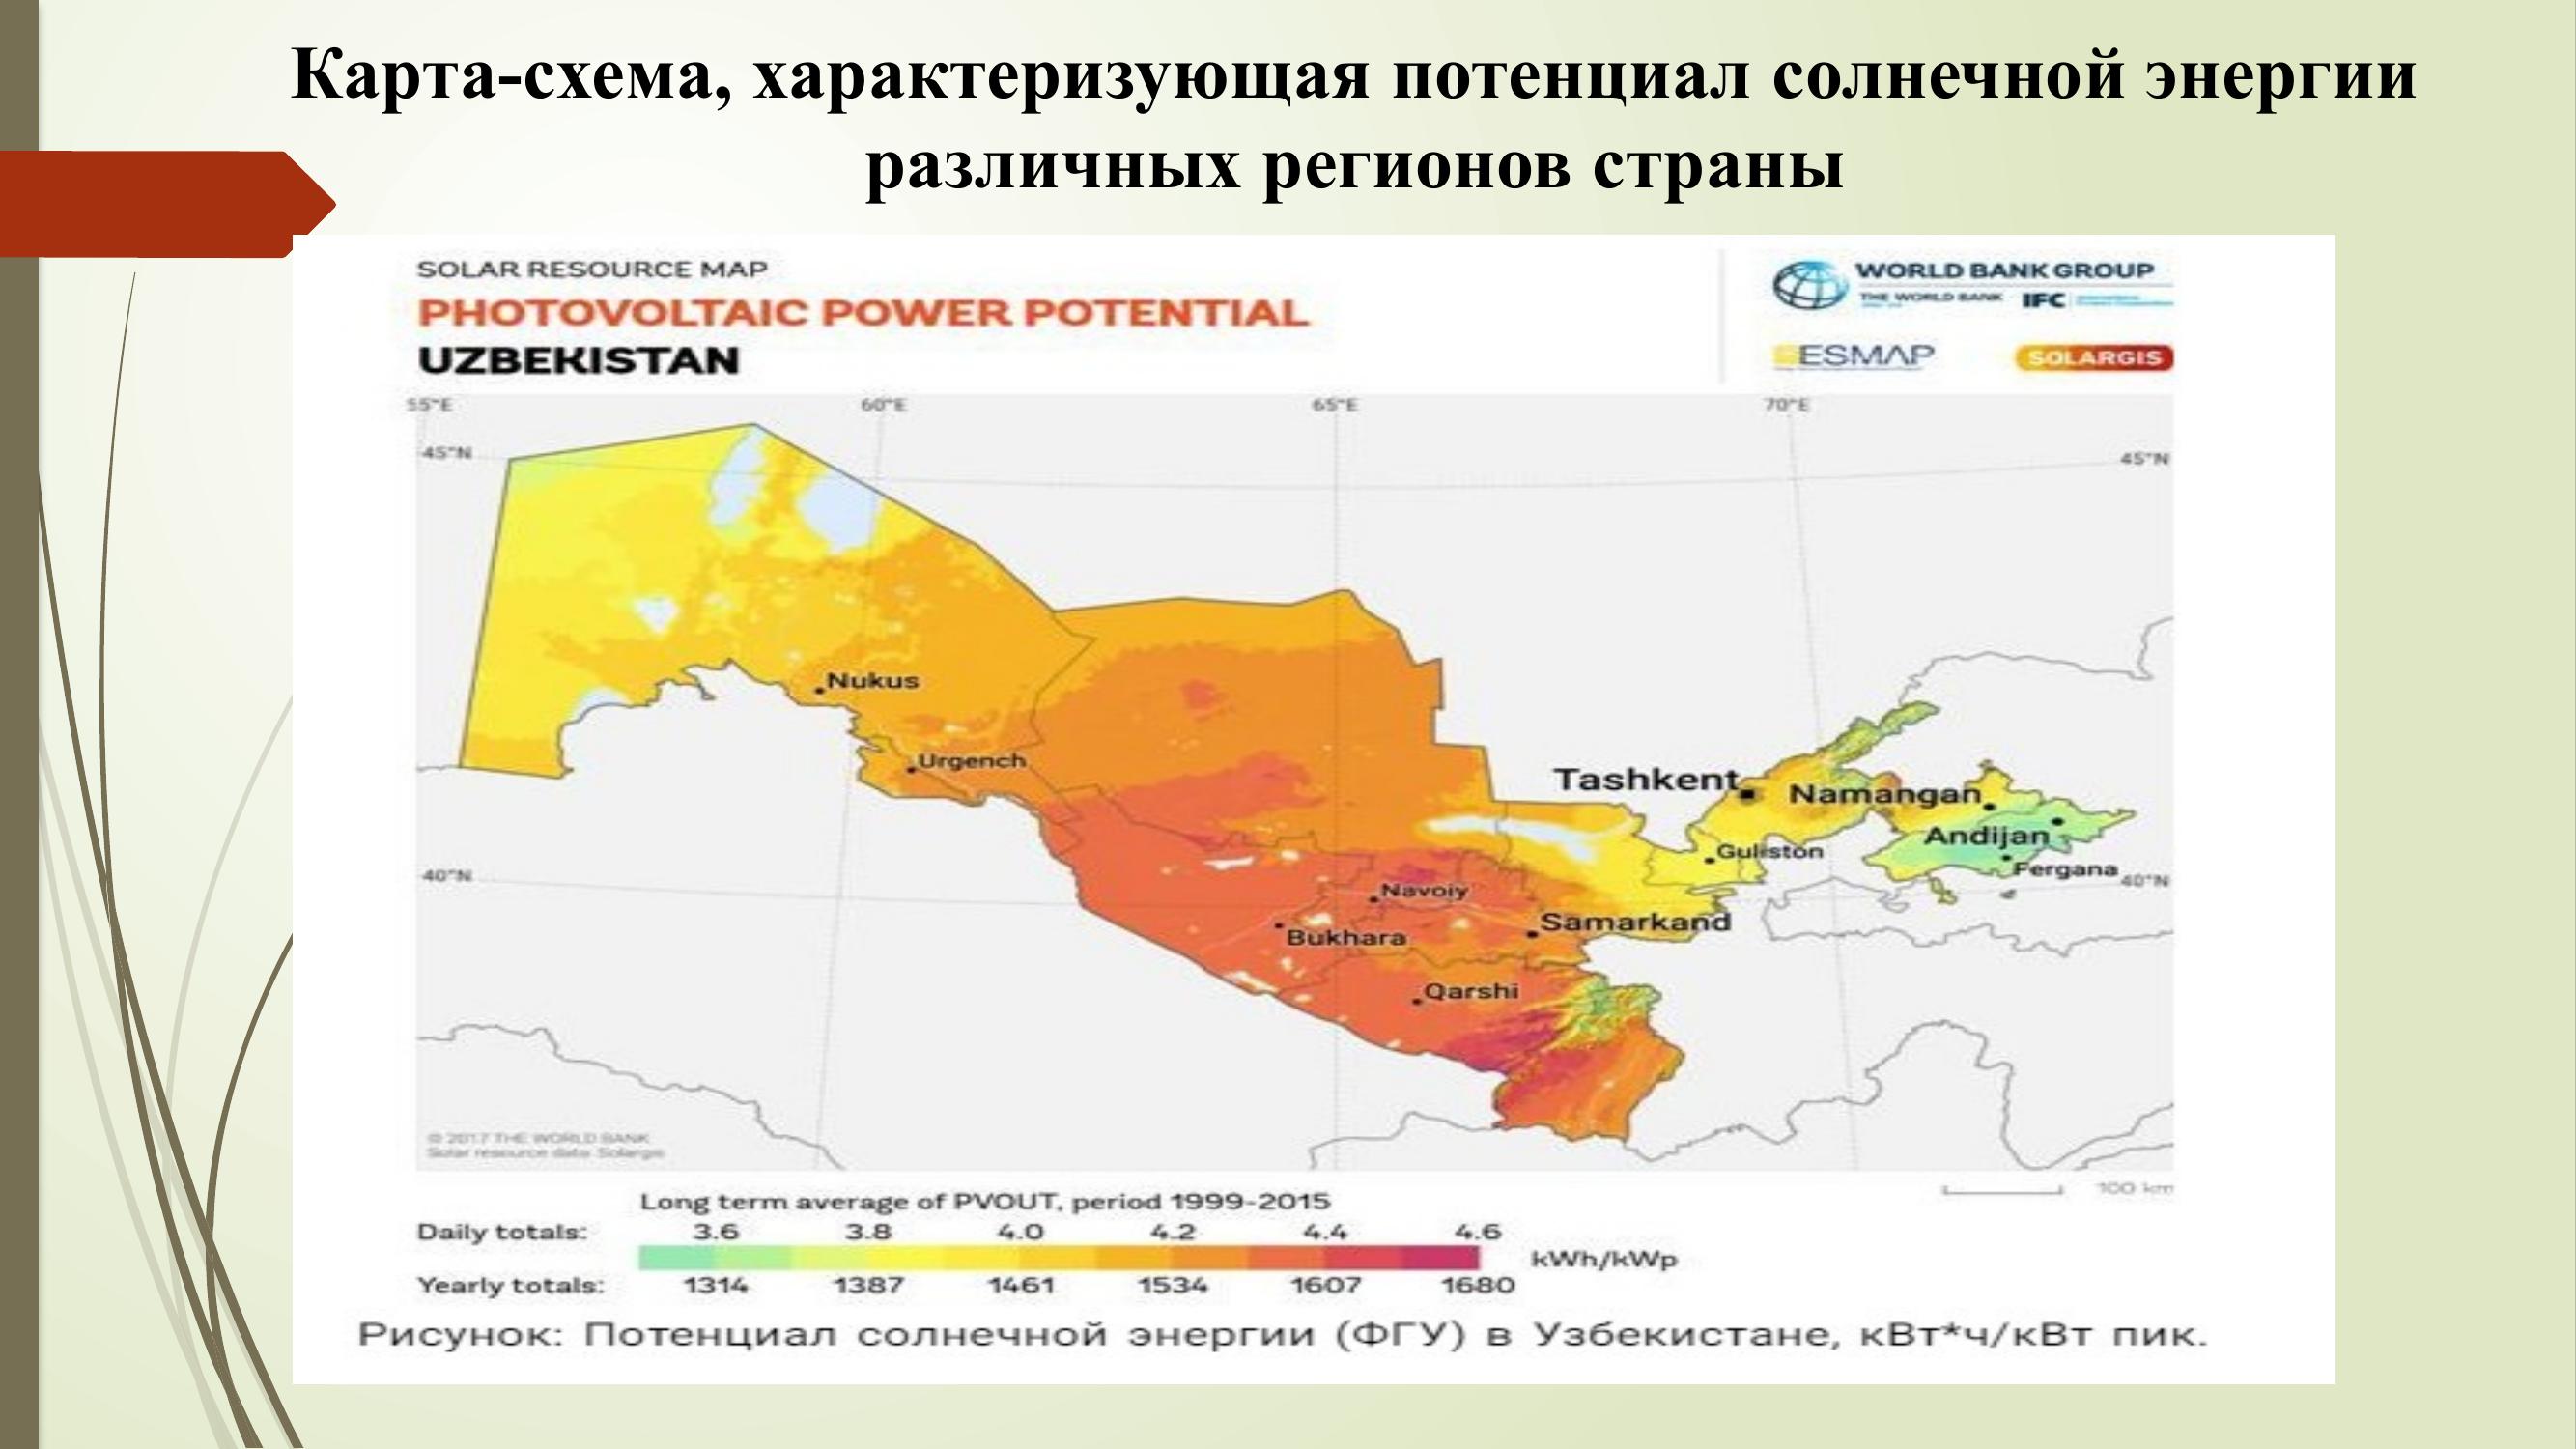 Карта-схема, характеризующая потенциал солнечной энергии
различных регионов страны
SOLAR RESOURCE MAP
PHOTOVOLTAIC POWER POTENTIAL
UZBEKISTAN
WORLD BANK GROUP
THE WORLD BANK IFC
ESMAP SOLARGIS
55°E 60°E 65°E 70°E
45°N 45°N
Nukus
Urgench
Tashkent
Namangan
Andijan
Guliston
Fergana
40°N 40°N
Navoiy
Samarkand
Bukhara
Qarshi
© 2017 THE WORLD BANK
Solar resource data: Solargis
100 km
Long term average of PVOUT, period 1999-2015
Daily totals: 3.6 3.8 4.0 4.2 4.4 4.6
kWh/kWp
Yearly totals: 1314 1387 1461 1534 1607 1680
Рисунок: Потенциал солнечной энергии (ФГУ) в Узбекистане, кВт*ч/кВт пик.